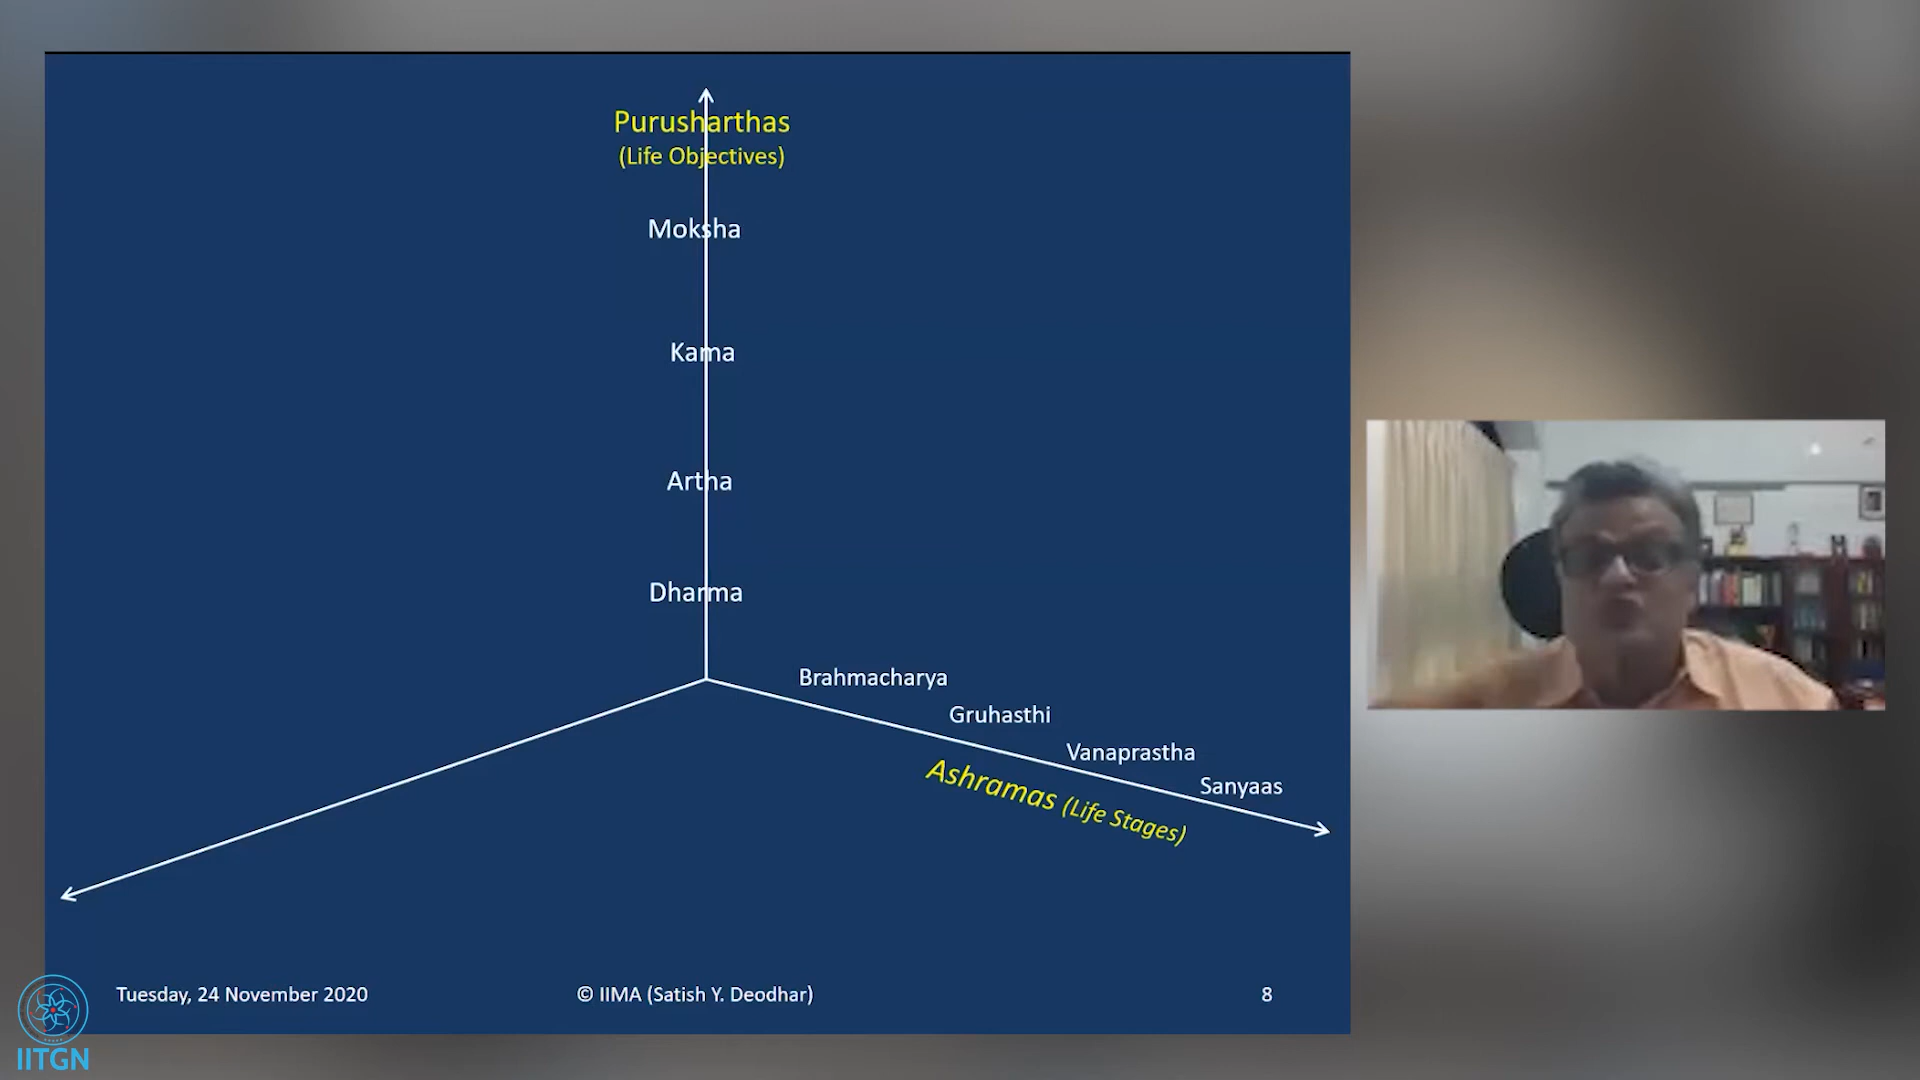 Purusharthas
(Life Objectives)
Moksha
Kama
Artha
Dharma
Brahmacharya
Gruhasthi
Vanaprastha
Sanyaas
Ashramas (Life Stages)
Tuesday, 24 November 2020
© IIMA (Satish Y. Deodhar)
8
IITGN